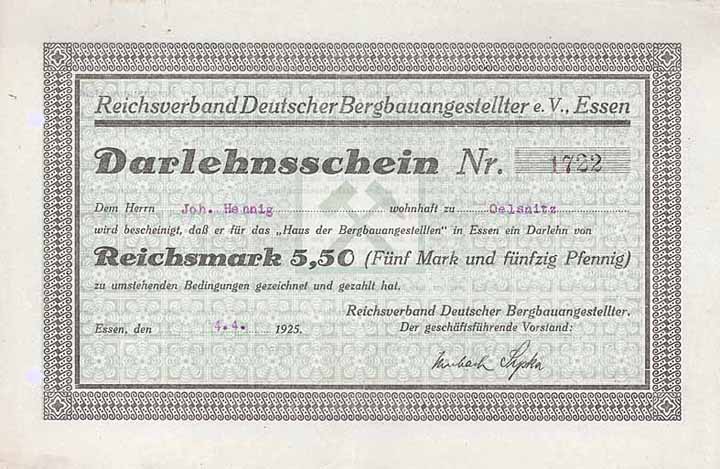 Reichsverband Deutscher Bergbauangestellter e. V., Essen
Darlehnsschein Nr. 1722
Dem Herrn Joh. Hennig wohnhaft zu Oelsnitz
wird bescheinigt, daß er für das „Haus der Bergbauangestellten" in Essen ein Darlehn von
Reichsmark 5,50 (Fünf Mark und fünfzig Pfennig)
zu umstehenden Bedingungen gezeichnet und gezahlt hat.
Reichsverband Deutscher Bergbauangestellter.
Essen, den 4.4. 1925. Der geschäftsführende Vorstand: